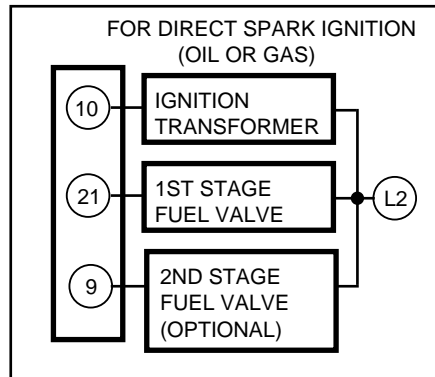 FOR DIRECT SPARK IGNITION
(OIL OR GAS)
10
IGNITION
TRANSFORMER
21
1ST STAGE
FUEL VALVE
L2
9
2ND STAGE
FUEL VALVE
(OPTIONAL)